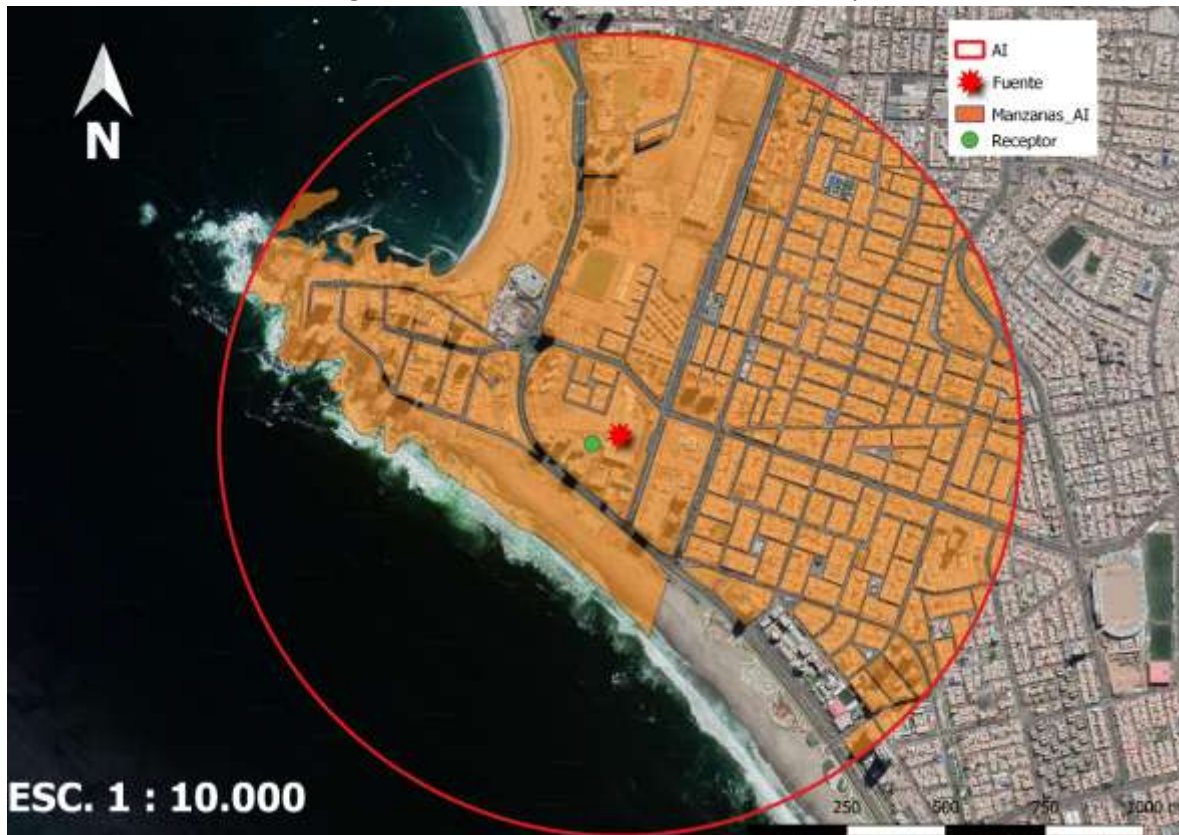 AI
Fuente
Manzanas_AI
Receptor
N
ESC. 1 : 10.000
250 500 750 1000